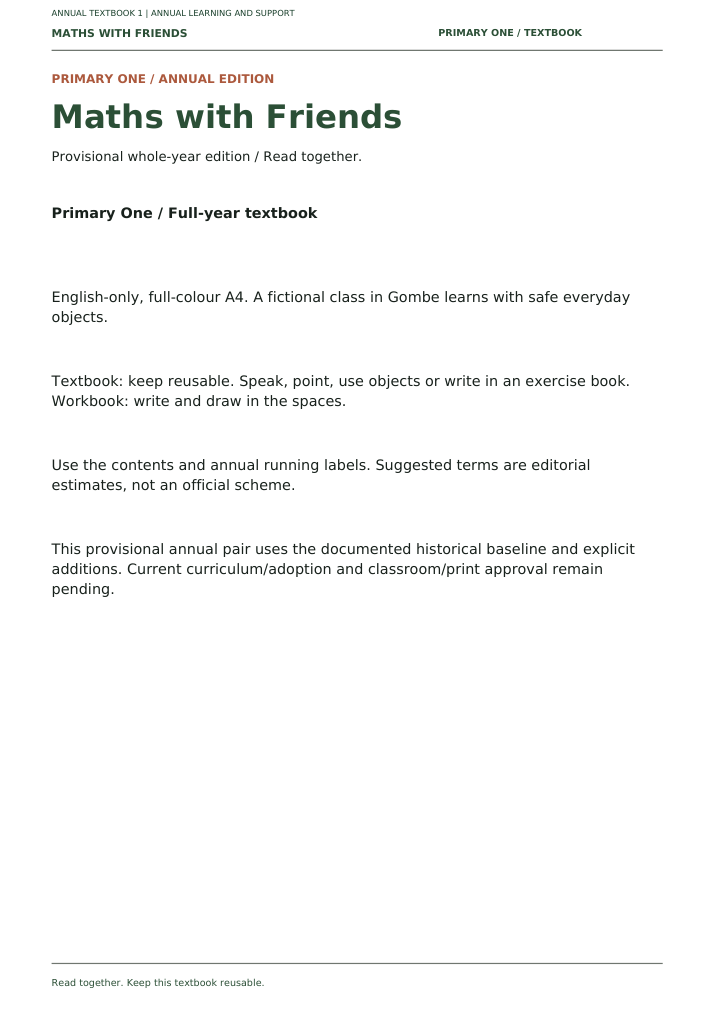 ANNUAL TEXTBOOK 1 | ANNUAL LEARNING AND SUPPORT
MATHS WITH FRIENDS
PRIMARY ONE / TEXTBOOK
PRIMARY ONE / ANNUAL EDITION
Maths with Friends
Provisional whole-year edition / Read together.
Primary One / Full-year textbook
English-only, full-colour A4. A fictional class in Gombe learns with safe everyday
objects.
Textbook: keep reusable. Speak, point, use objects or write in an exercise book.
Workbook: write and draw in the spaces.
Use the contents and annual running labels. Suggested terms are editorial
estimates, not an official scheme.
This provisional annual pair uses the documented historical baseline and explicit
additions. Current curriculum/adoption and classroom/print approval remain
pending.
Read together. Keep this textbook reusable.